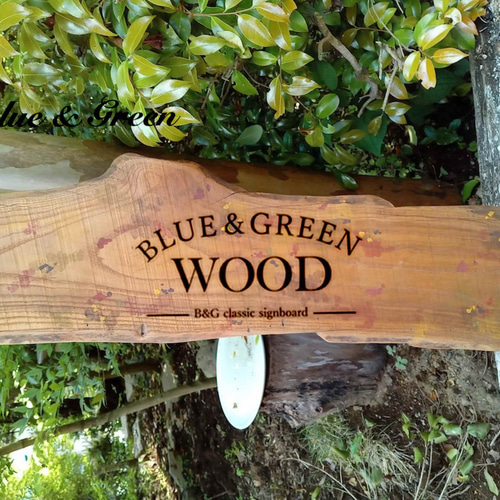 Blue & Green
BLUE & GREEN
WOOD
B&G classic signboard